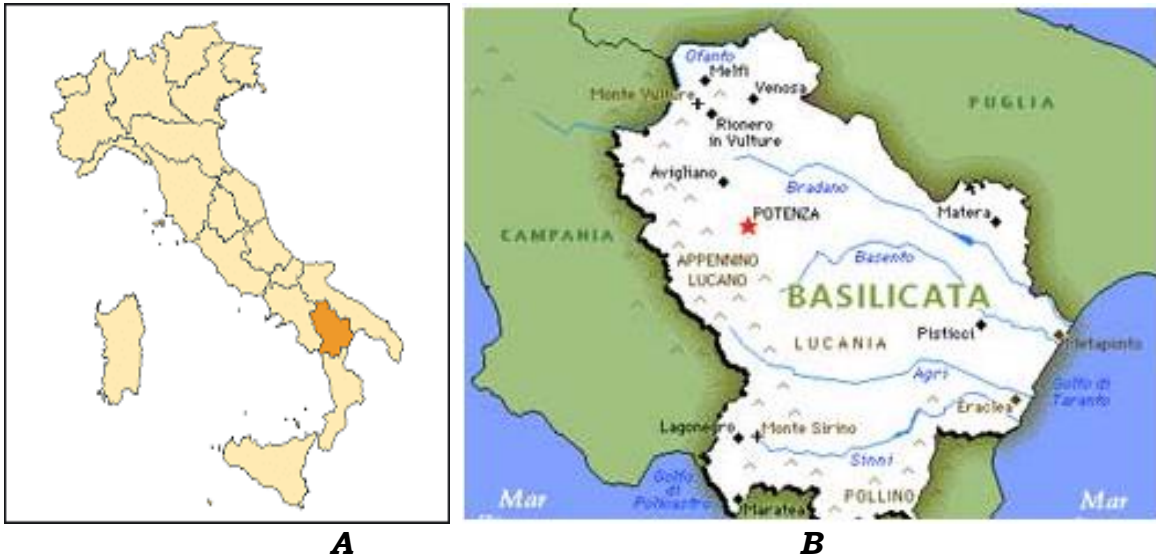 Ofanto
Melfi
Monte Vulture
Venosa
PUGLIA
Rionero
in Vulture
Avigliano
Bradano
Matera
POTENZA
CAMPANIA
APPENNINO
LUCANO
Basento
BASILICATA
Pisticci
LUCANIA
Metaponto
Agri
Golfo di
Taranto
Eraclea
Lagonegro
Monte Sirino
Sinni
Golfo
di
Policastro
POLLINO
Mar
Maratea
Mar
A
B